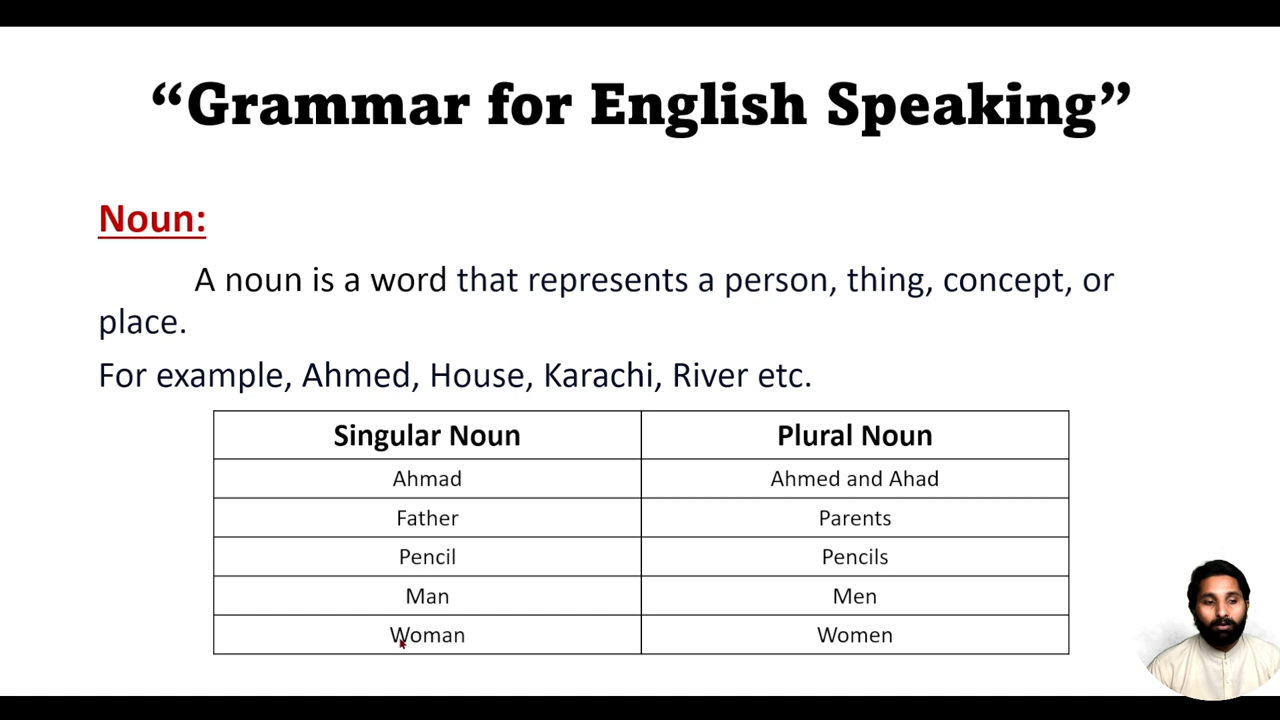 “Grammar for English Speaking”
Noun:
A noun is a word that represents a person, thing, concept, or
place.
For example, Ahmed, House, Karachi, River etc.
Singular Noun Plural Noun
Ahmad Ahmed and Ahad
Father Parents
Pencil Pencils
Man Men
Woman Women